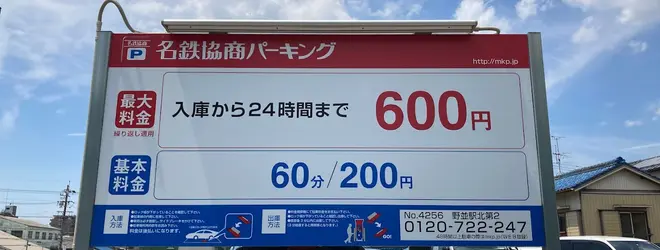 名鉄協商
P
名鉄協商パーキング
http://mkp.jp
最大
料金
繰り返し適用
入庫から24時間まで
600円
基本
料金
60分/200円
入庫
方法
出庫
方法
GO!
No.4256 野並駅北第2
0120-722-247